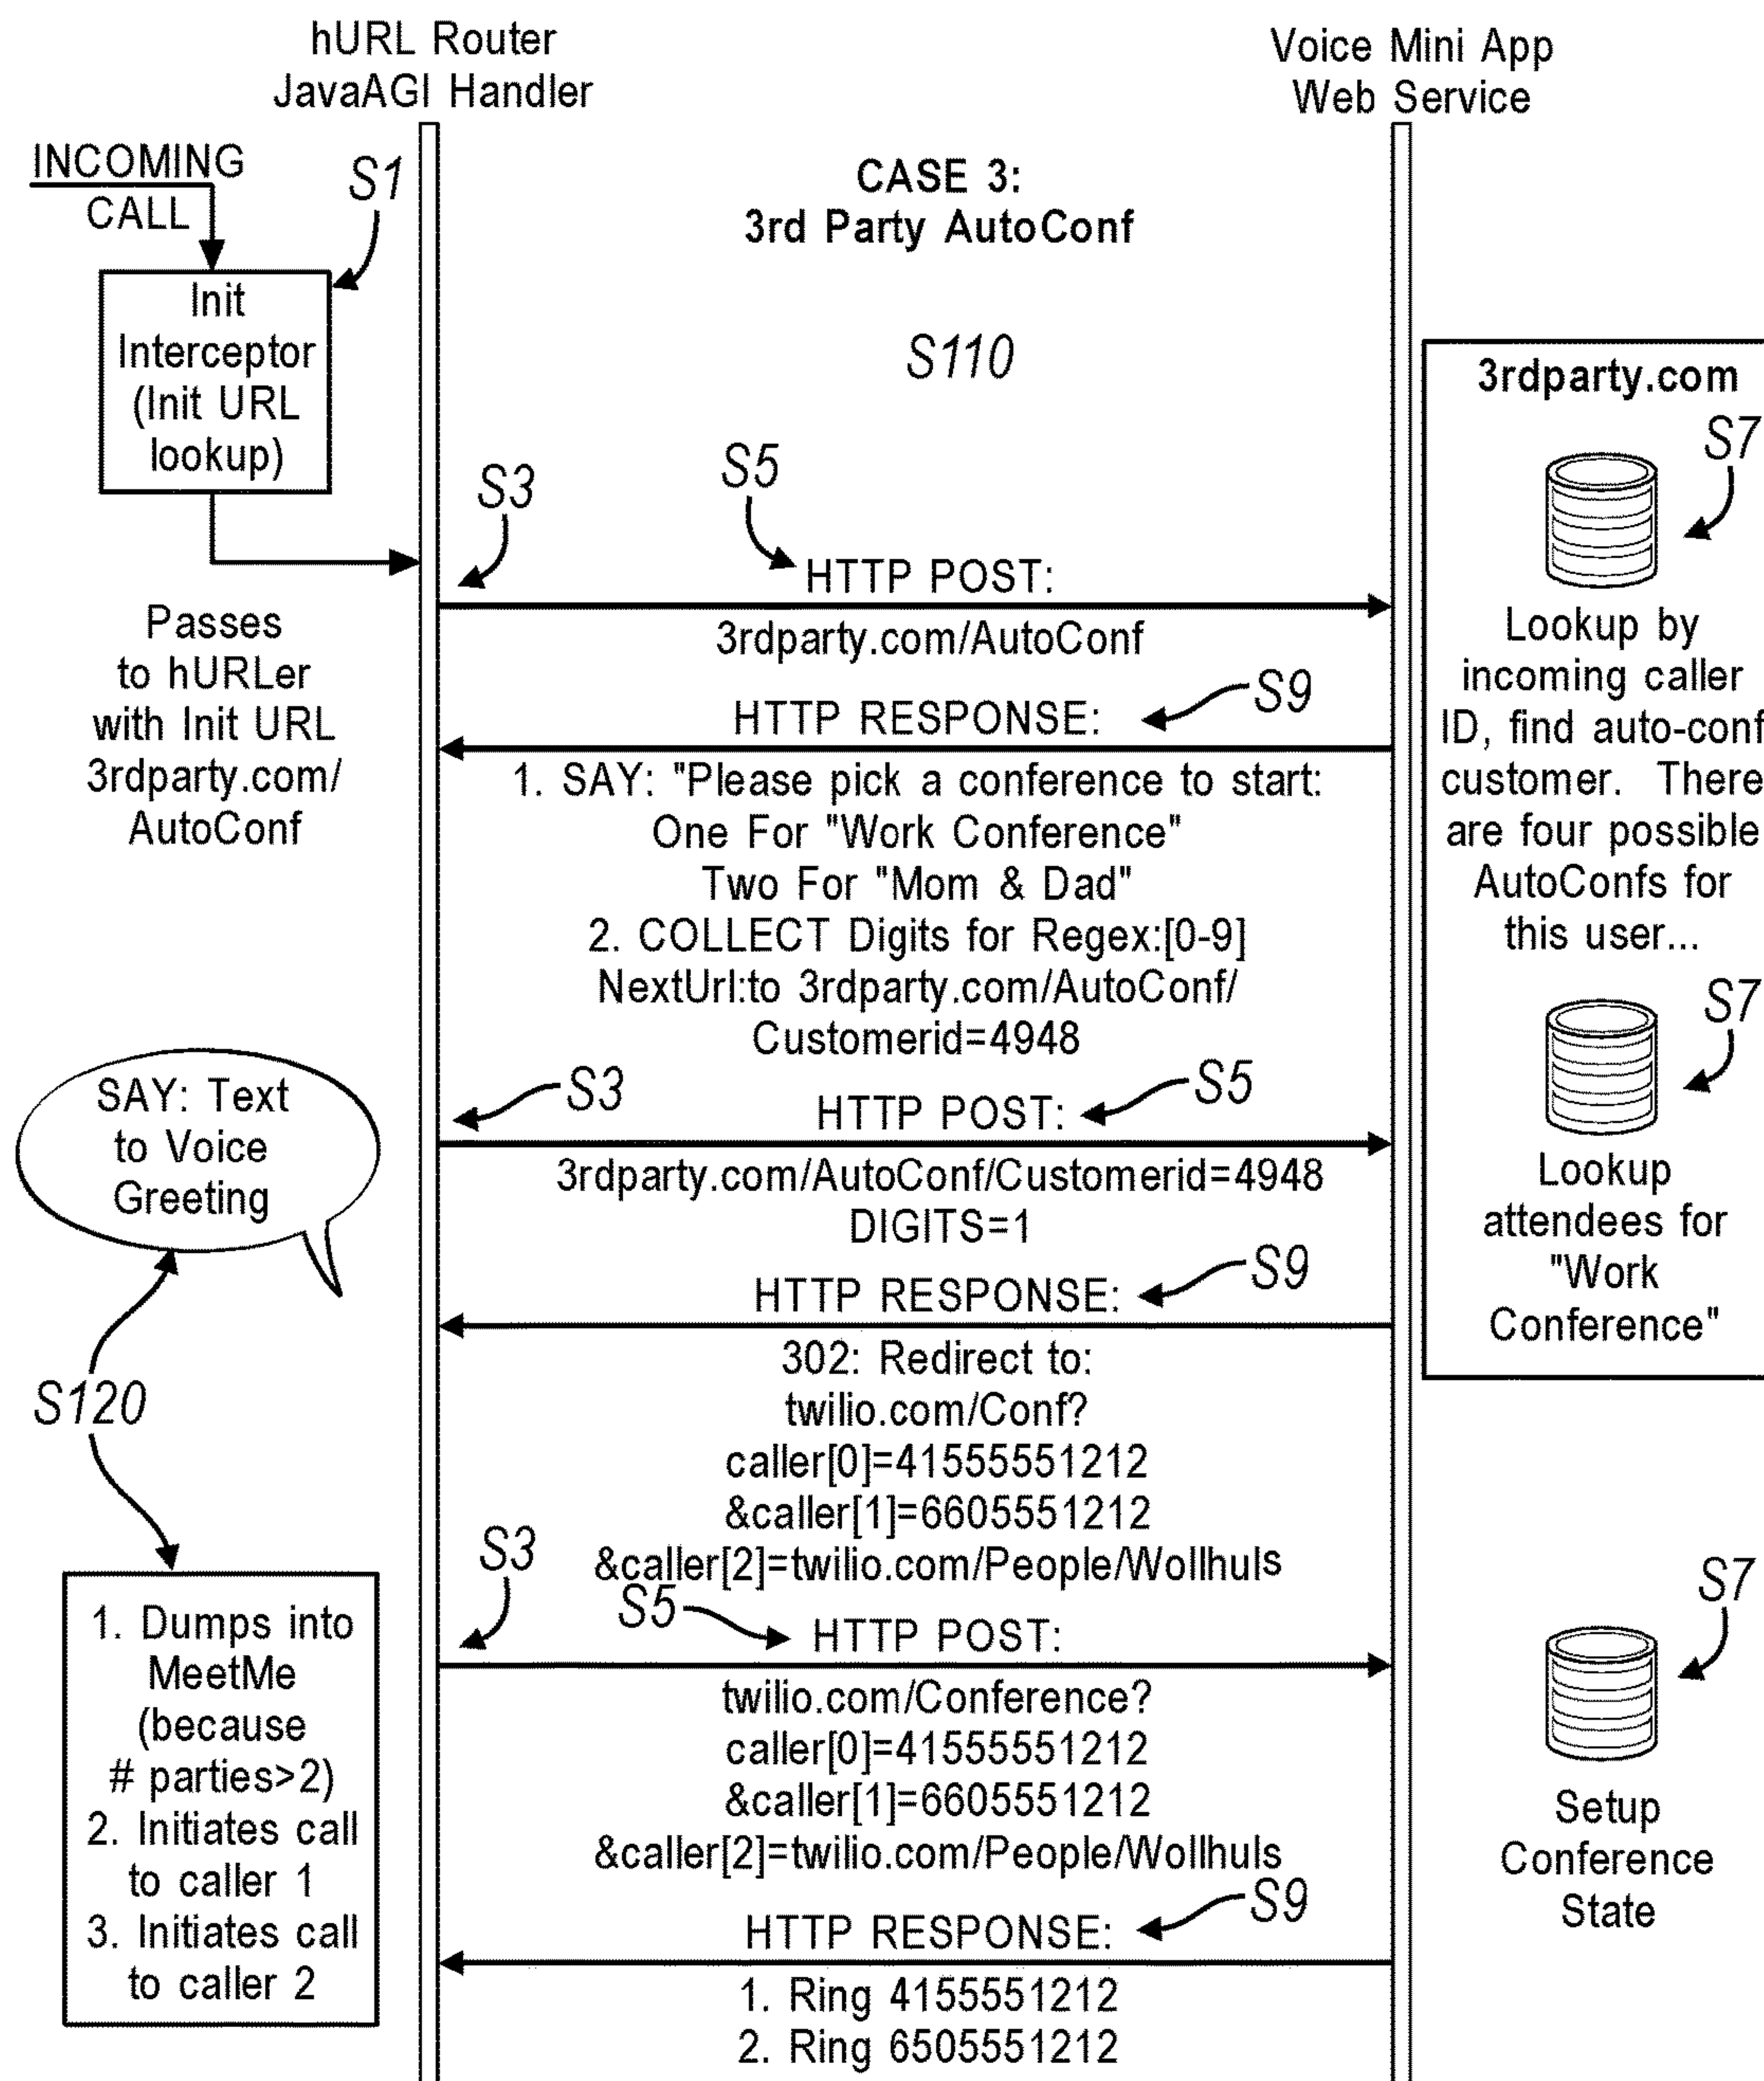 hURL Router
JavaAGI Handler
Voice Mini App
Web Service
INCOMING
CALL
S1
CASE 3:
3rd Party AutoConf
Init
Interceptor
(Init URL
lookup)
S110
3rdparty.com
S7
S3
S5
HTTP POST:
3rdparty.com/AutoConf
Passes
to hURLer
with Init URL
3rdparty.com/
AutoConf
Lookup by
incoming caller
ID, find auto-conf
customer. There
are four possible
AutoConfs for
this user...
S9
HTTP RESPONSE:
1. SAY: "Please pick a conference to start:
One For "Work Conference"
Two For "Mom & Dad"
2. COLLECT Digits for Regex:[0-9]
NextUrl:to 3rdparty.com/AutoConf/
Customerid=4948
S7
SAY: Text
to Voice
Greeting
S3
S5
HTTP POST:
3rdparty.com/AutoConf/Customerid=4948
DIGITS=1
Lookup
attendees for
"Work
Conference"
S9
HTTP RESPONSE:
302: Redirect to:
twilio.com/Conf?
caller[0]=41555551212
&caller[1]=6605551212
&caller[2]=twilio.com/People/Wollhuls
S120
S3
S5
HTTP POST:
twilio.com/Conference?
caller[0]=41555551212
&caller[1]=6605551212
&caller[2]=twilio.com/People/Wollhuls
S7
1. Dumps into
MeetMe
(because
# parties>2)
2. Initiates call
to caller 1
3. Initiates call
to caller 2
Setup
Conference
State
S9
HTTP RESPONSE:
1. Ring 4155551212
2. Ring 6505551212